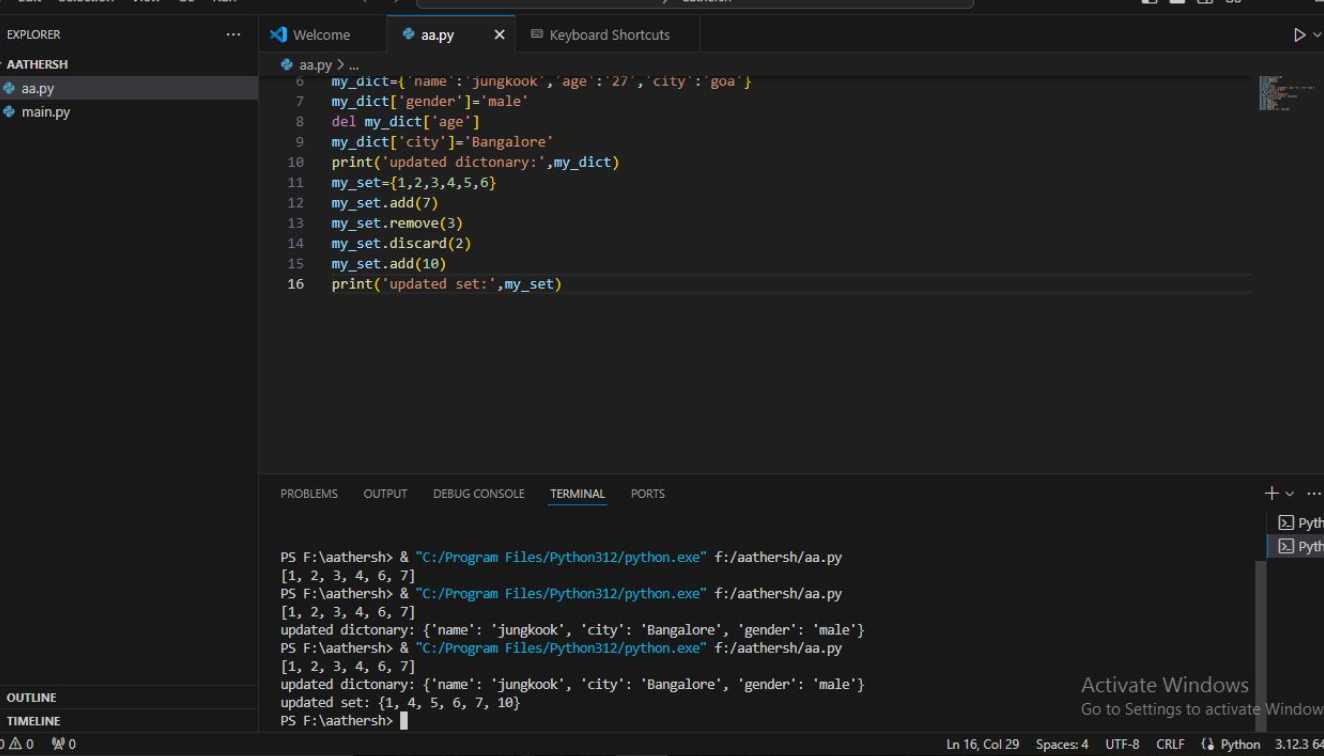 EXPLORER
···
Welcome
aa.py
Keyboard Shortcuts
AATHERSH
aa.py
main.py
aa.py > ...
6 my_dict={'name':'jungkook','age':'27','city':'goa'}
7 my_dict['gender']='male'
8 del my_dict['age']
9 my_dict['city']='Bangalore'
10 print('updated dictonary:',my_dict)
11 my_set={1,2,3,4,5,6}
12 my_set.add(7)
13 my_set.remove(3)
14 my_set.discard(2)
15 my_set.add(10)
16 print('updated set:',my_set)
PROBLEMS OUTPUT DEBUG CONSOLE TERMINAL PORTS
PS F:\aathersh> & "C:/Program Files/Python312/python.exe" f:/aathersh/aa.py
[1, 2, 3, 4, 6, 7]
PS F:\aathersh> & "C:/Program Files/Python312/python.exe" f:/aathersh/aa.py
[1, 2, 3, 4, 6, 7]
updated dictonary: {'name': 'jungkook', 'city': 'Bangalore', 'gender': 'male'}
PS F:\aathersh> & "C:/Program Files/Python312/python.exe" f:/aathersh/aa.py
[1, 2, 3, 4, 6, 7]
updated dictonary: {'name': 'jungkook', 'city': 'Bangalore', 'gender': 'male'}
updated set: {1, 4, 5, 6, 7, 10}
PS F:\aathersh>
Pyth
Pyth
OUTLINE
TIMELINE
Activate Windows
Go to Settings to activate Window
0 0 0
Ln 16, Col 29 Spaces: 4 UTF-8 CRLF Python 3.12.3 64